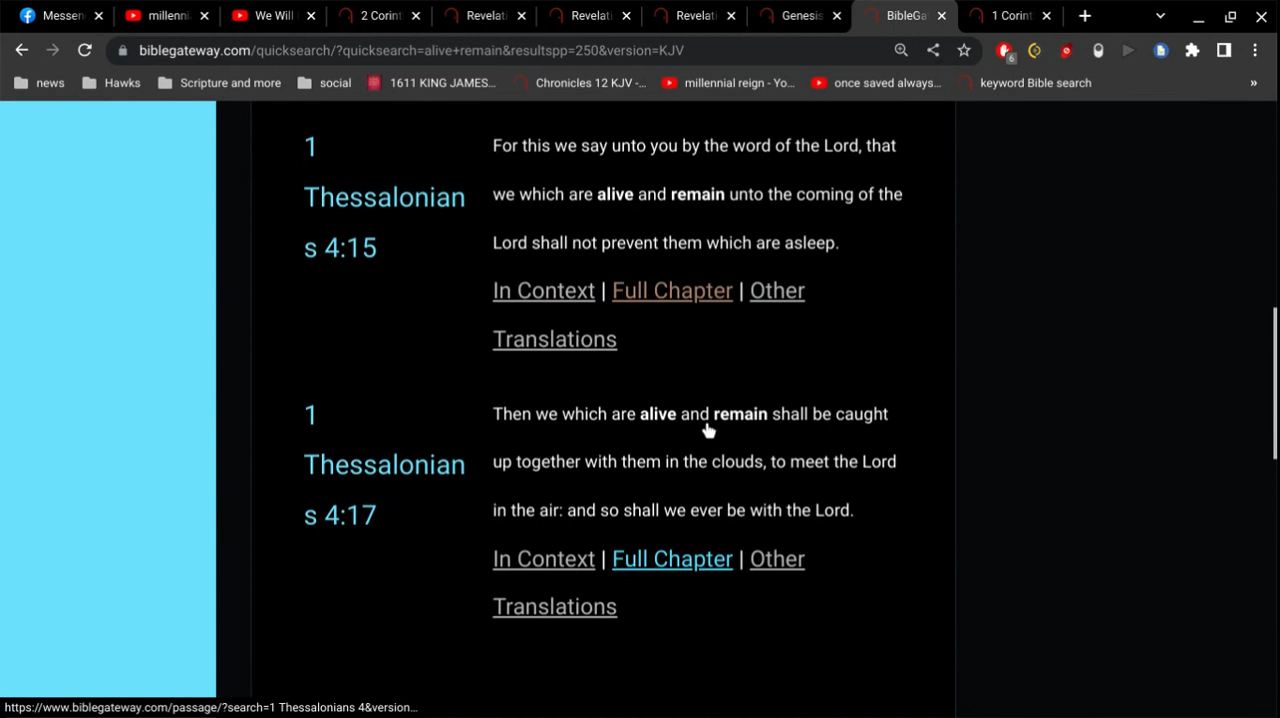 Messen
millenni
We Will
2 Corint
Revelati
Revelati
Revelati
Genesis
BibleGa
1 Corint
biblegateway.com/quicksearch/?quicksearch=alive+remain&resultspp=250&version=KJV
6
news
Hawks
Scripture and more
social
1611 KING JAMES...
Chronicles 12 KJV -...
millennial reign - Yo...
once saved always...
keyword Bible search
»
1
Thessalonian
s 4:15
For this we say unto you by the word of the Lord, that
we which are alive and remain unto the coming of the
Lord shall not prevent them which are asleep.
In Context | Full Chapter | Other
Translations
1
Thessalonian
s 4:17
Then we which are alive and remain shall be caught
up together with them in the clouds, to meet the Lord
in the air: and so shall we ever be with the Lord.
In Context | Full Chapter | Other
Translations
https://www.biblegateway.com/passage/?search=1 Thessalonians 4&version...